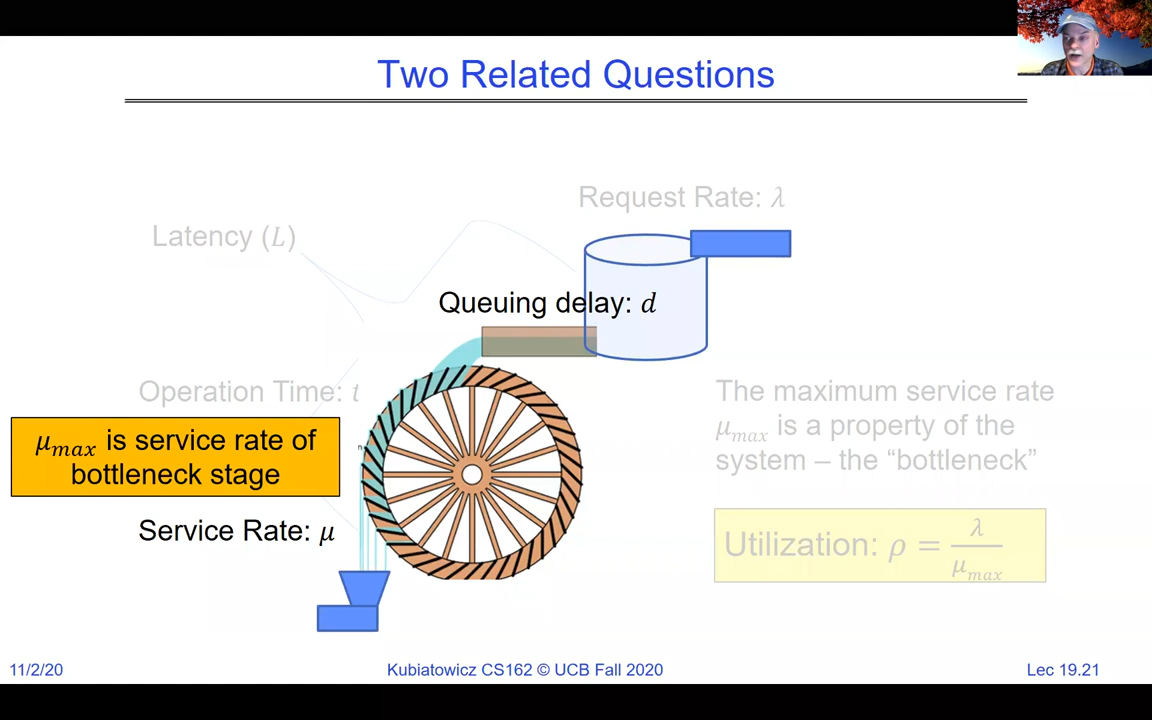 Two Related Questions
Request Rate: λ
Latency (L)
Queuing delay: d
Operation Time: t
μmax is service rate of
bottleneck stage
Service Rate: μ
The maximum service rate
μmax is a property of the
system – the “bottleneck”
Utilization: ρ = λ / μmax
11/2/20
Kubiatowicz CS162 © UCB Fall 2020
Lec 19.21